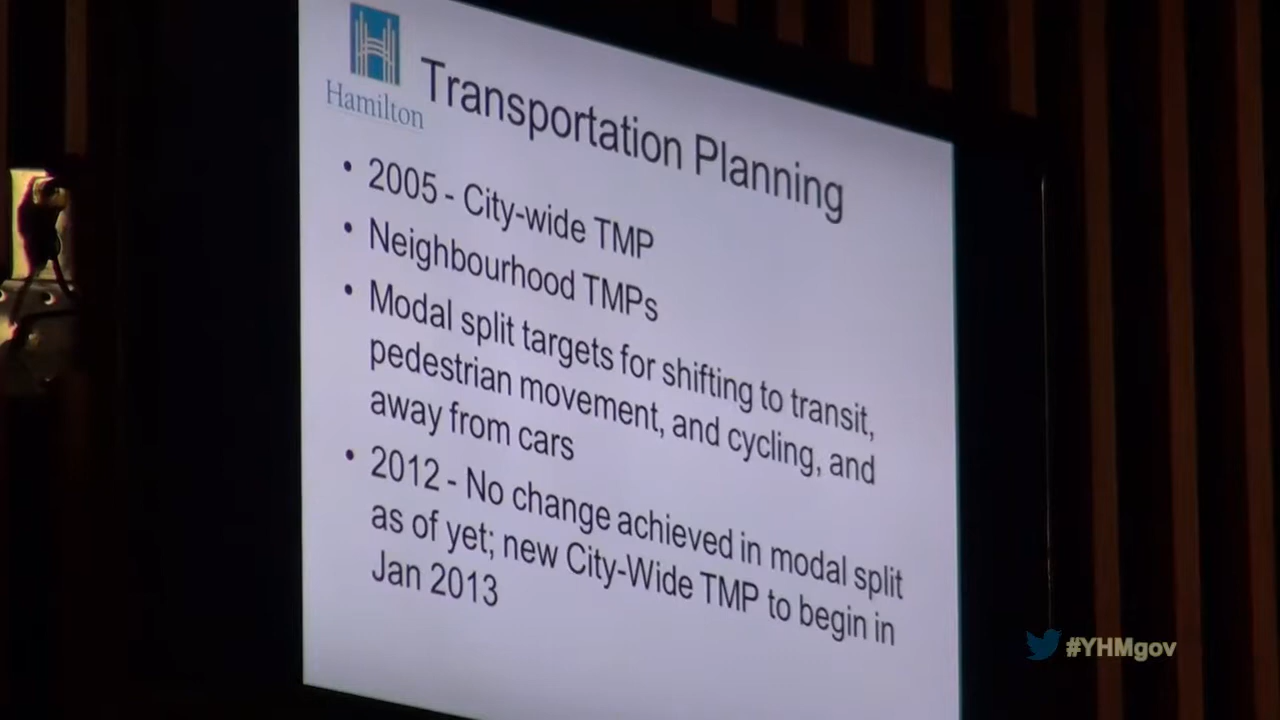 Hamilton
Transportation Planning
• 2005 - City-wide TMP
• Neighbourhood TMPs
• Modal split targets for shifting to transit,
pedestrian movement, and cycling, and
away from cars
• 2012 - No change achieved in modal split
as of yet; new City-Wide TMP to begin in
Jan 2013
#YHMgov